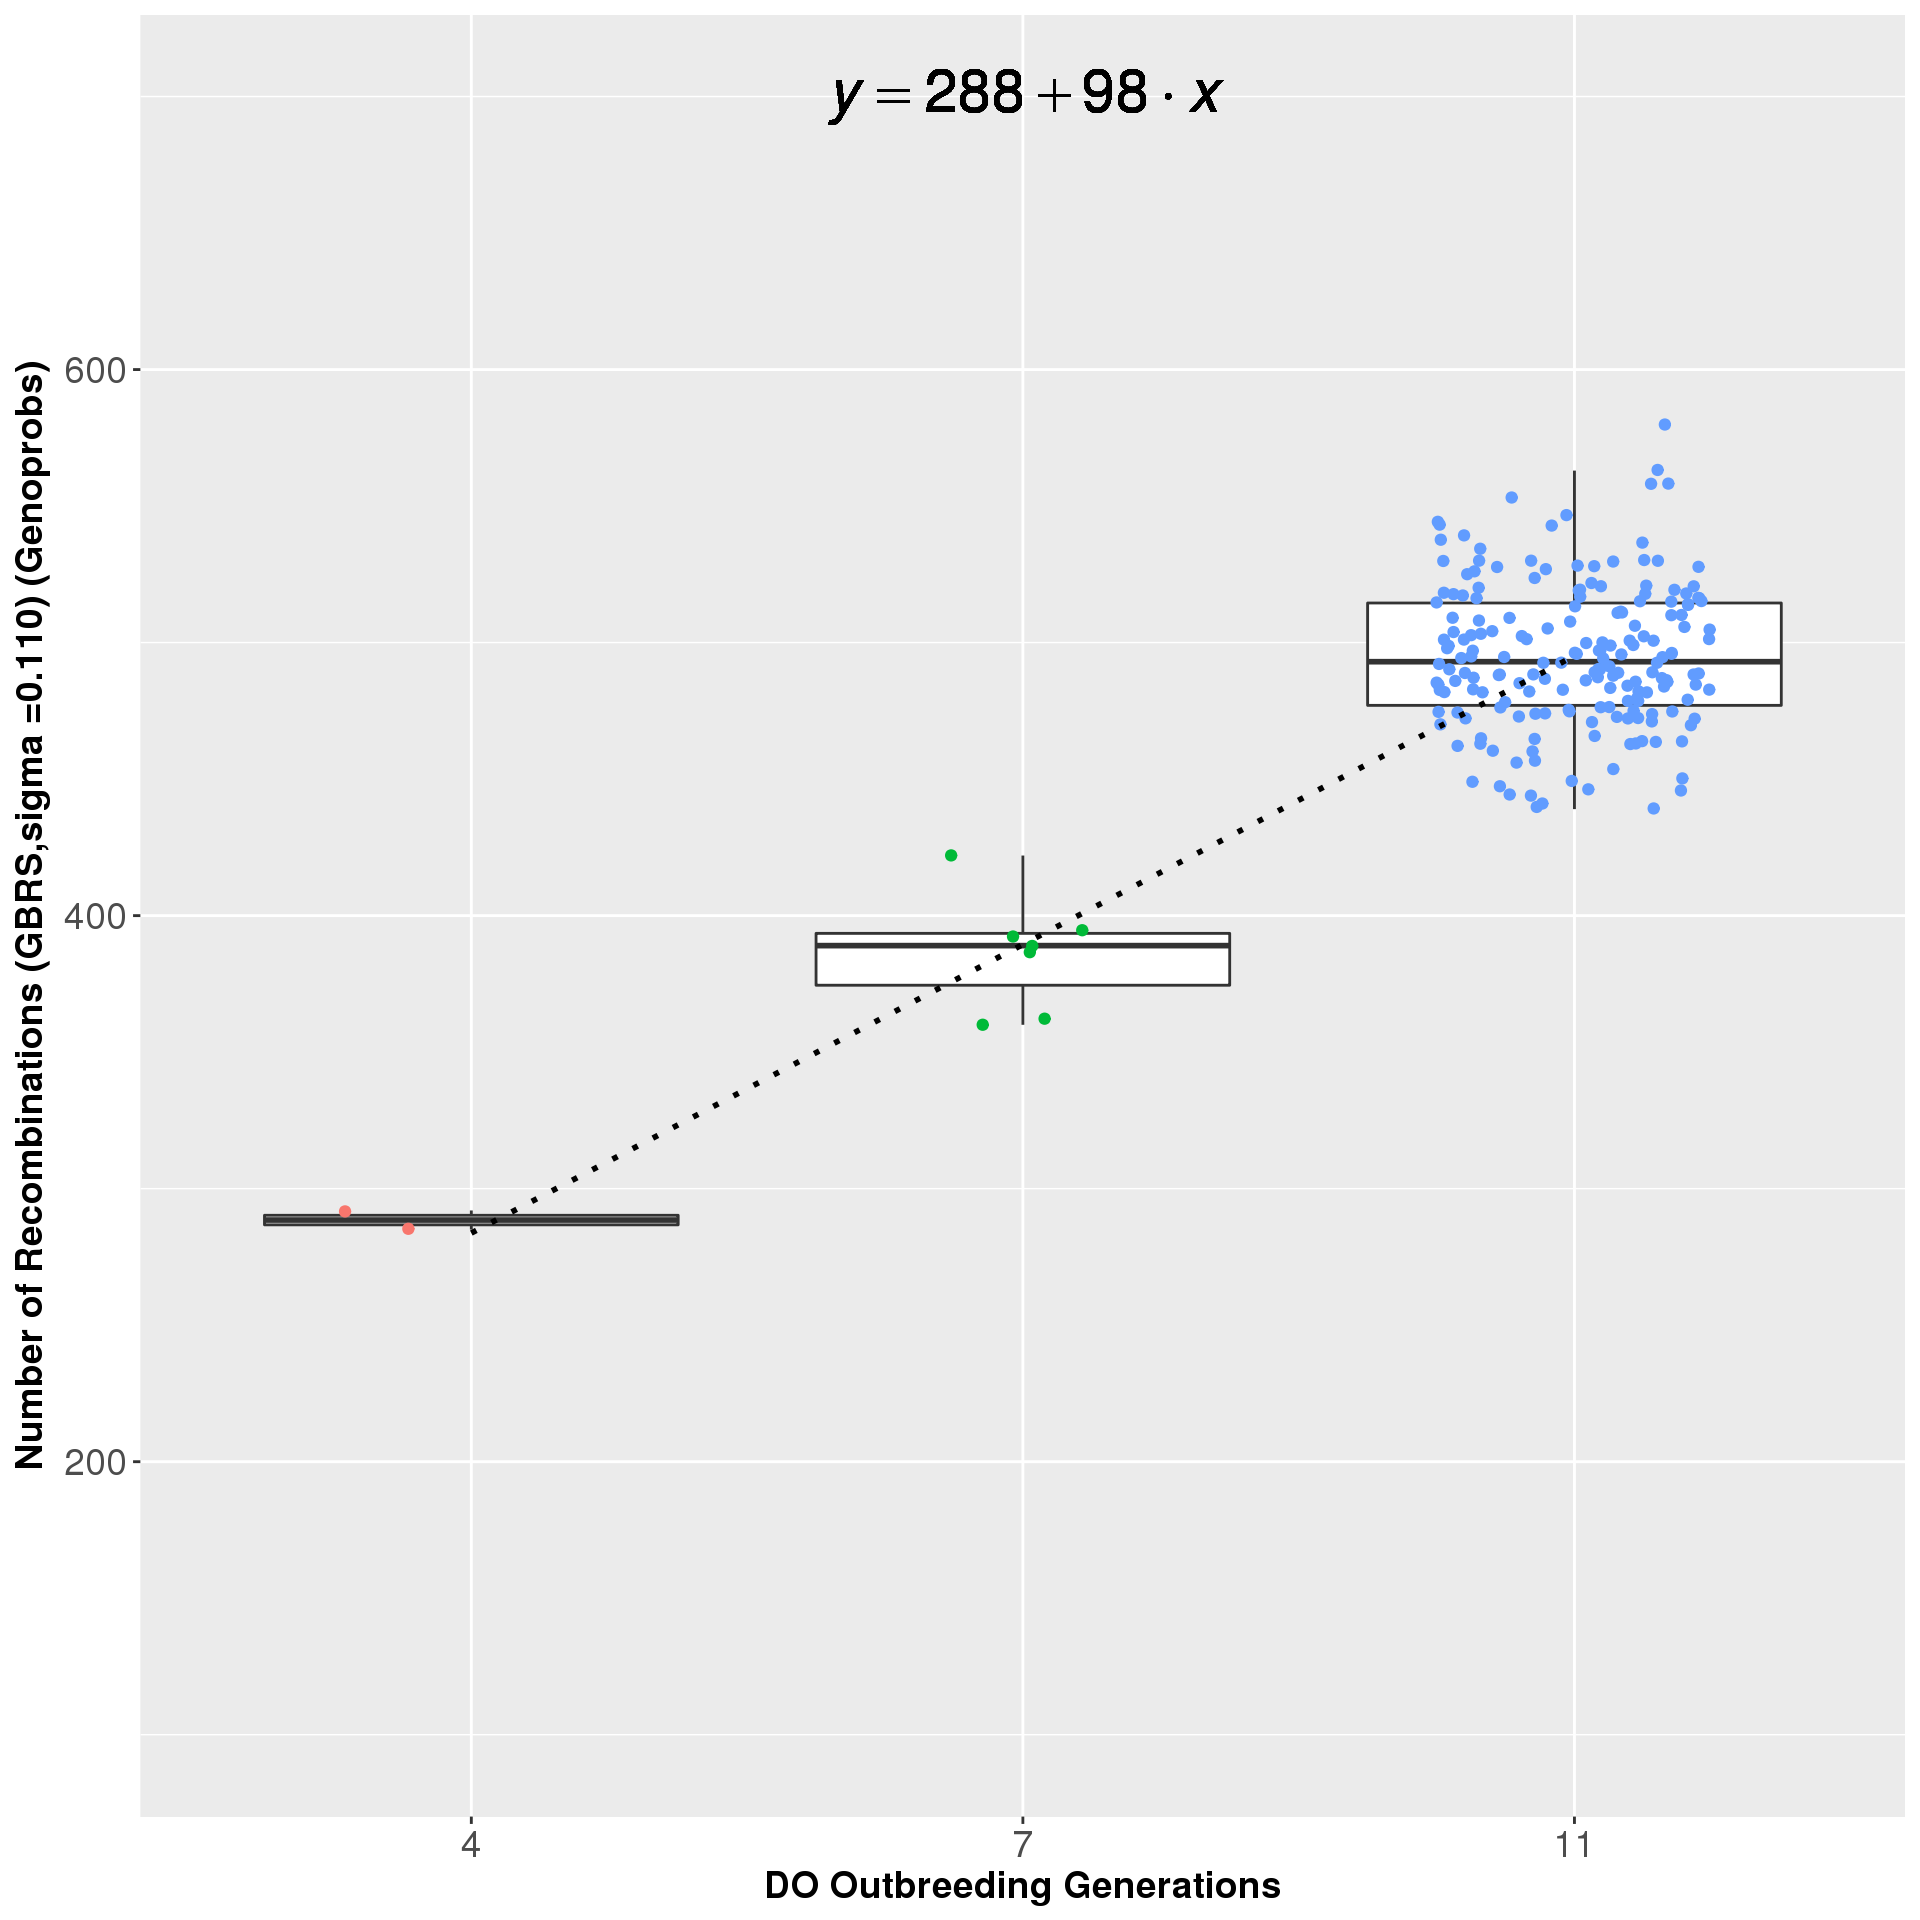 y = 288 + 98 · x
Number of Recombinations (GBRS,sigma =0.110) (Genoprobs)
600
400
200
4 7 11
DO Outbreeding Generations